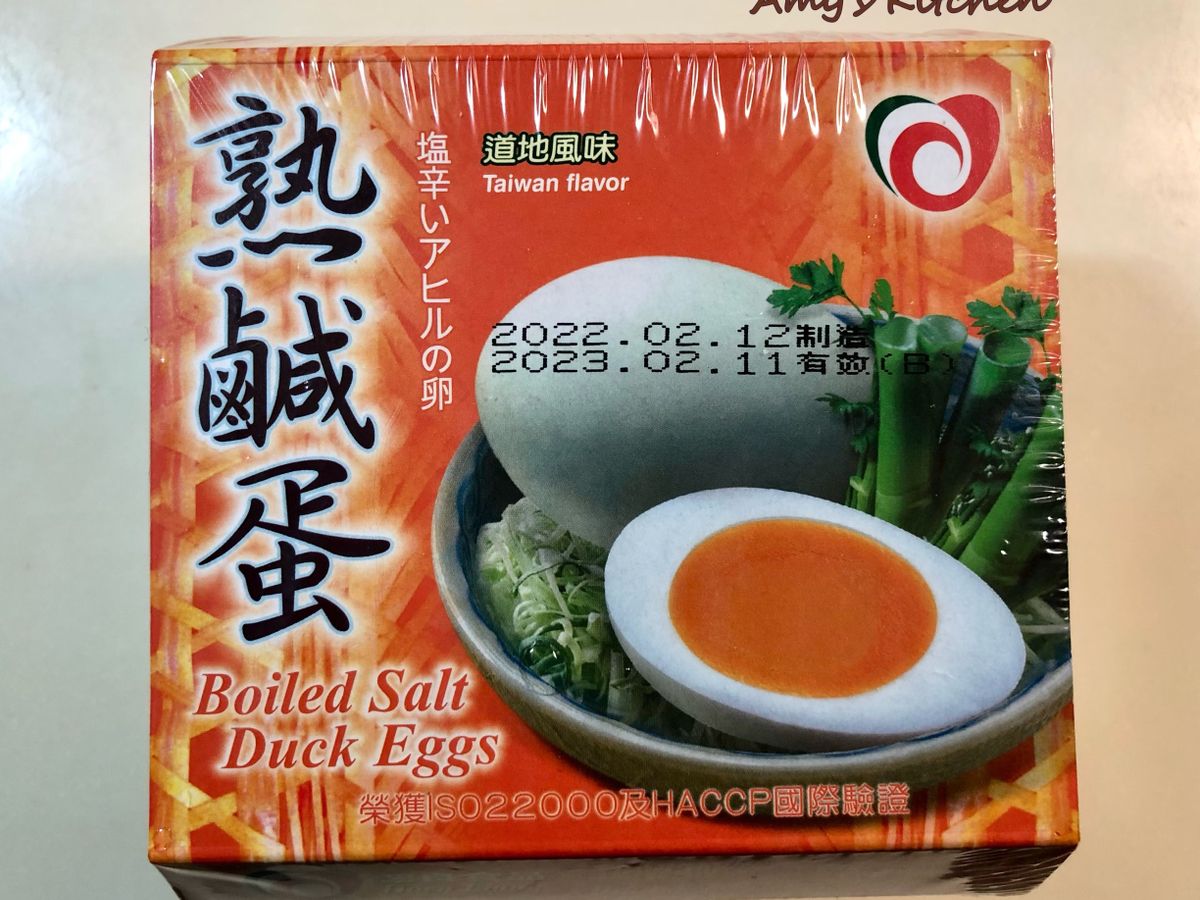 Amy's Kitchen
熟鹹蛋
塩辛いアヒルの卵
道地風味
Taiwan flavor
2022.02.12制造
2023.02.11有效(B)
Boiled Salt
Duck Eggs
榮獲ISO22000及HACCP國際驗證